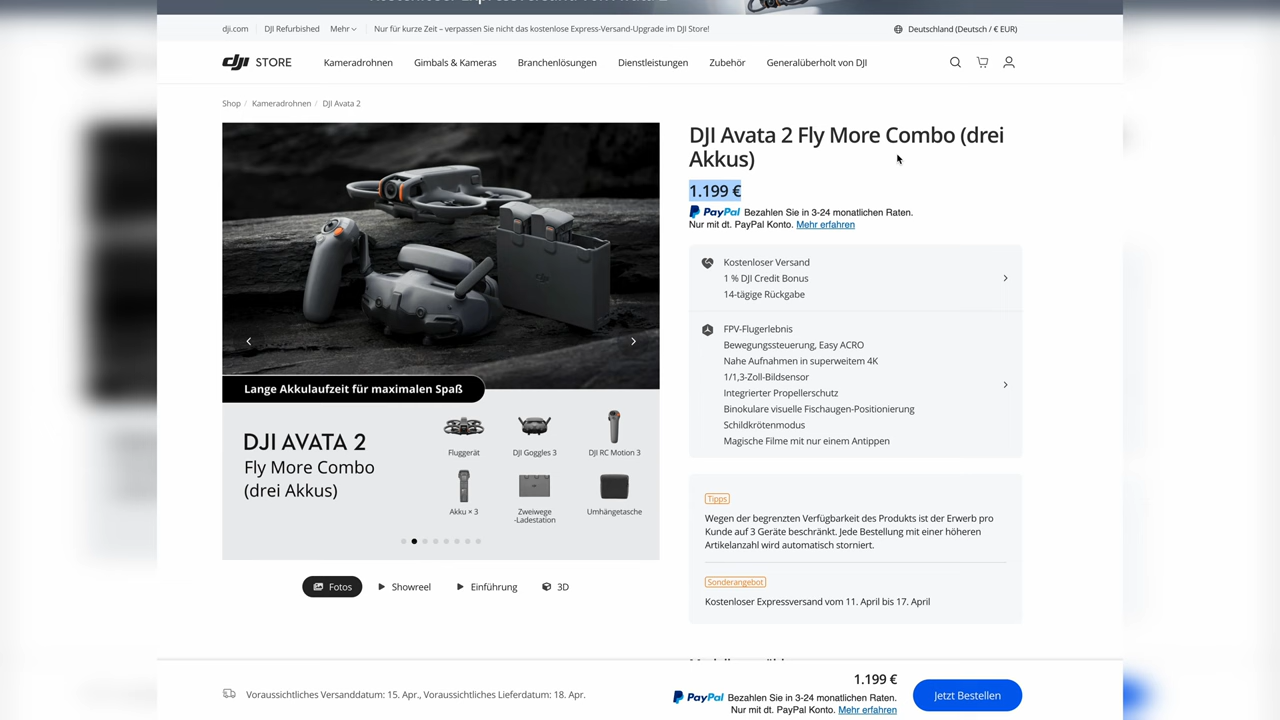 dji.com
DJI Refurbished
Mehr
Nur für kurze Zeit – verpassen Sie nicht das kostenlose Express-Versand-Upgrade im DJI Store!
Deutschland (Deutsch / € EUR)
dji STORE
Kameradrohnen
Gimbals & Kameras
Branchenlösungen
Dienstleistungen
Zubehör
Generalüberholt von DJI
Shop / Kameradrohnen / DJI Avata 2
Lange Akkulaufzeit für maximalen Spaß
DJI AVATA 2
Fly More Combo
(drei Akkus)
Fluggerät
DJI Goggles 3
DJI RC Motion 3
Akku × 3
Zweiwege
-Ladestation
Umhängetasche
Fotos
Showreel
Einführung
3D
DJI Avata 2 Fly More Combo (drei
Akkus)
1.199 €
PayPal Bezahlen Sie in 3-24 monatlichen Raten.
Nur mit dt. PayPal Konto. Mehr erfahren
Kostenloser Versand
1 % DJI Credit Bonus
14-tägige Rückgabe
FPV-Flugerlebnis
Bewegungssteuerung, Easy ACRO
Nahe Aufnahmen in superweitem 4K
1/1,3-Zoll-Bildsensor
Integrierter Propellerschutz
Binokulare visuelle Fischaugen-Positionierung
Schildkrötenmodus
Magische Filme mit nur einem Antippen
Tipps
Wegen der begrenzten Verfügbarkeit des Produkts ist der Erwerb pro
Kunde auf 3 Geräte beschränkt. Jede Bestellung mit einer höheren
Artikelanzahl wird automatisch storniert.
Sonderangebot
Kostenloser Expressversand vom 11. April bis 17. April
Voraussichtliches Versanddatum: 15. Apr., Voraussichtliches Lieferdatum: 18. Apr.
1.199 €
PayPal Bezahlen Sie in 3-24 monatlichen Raten.
Nur mit dt. PayPal Konto. Mehr erfahren
Jetzt Bestellen